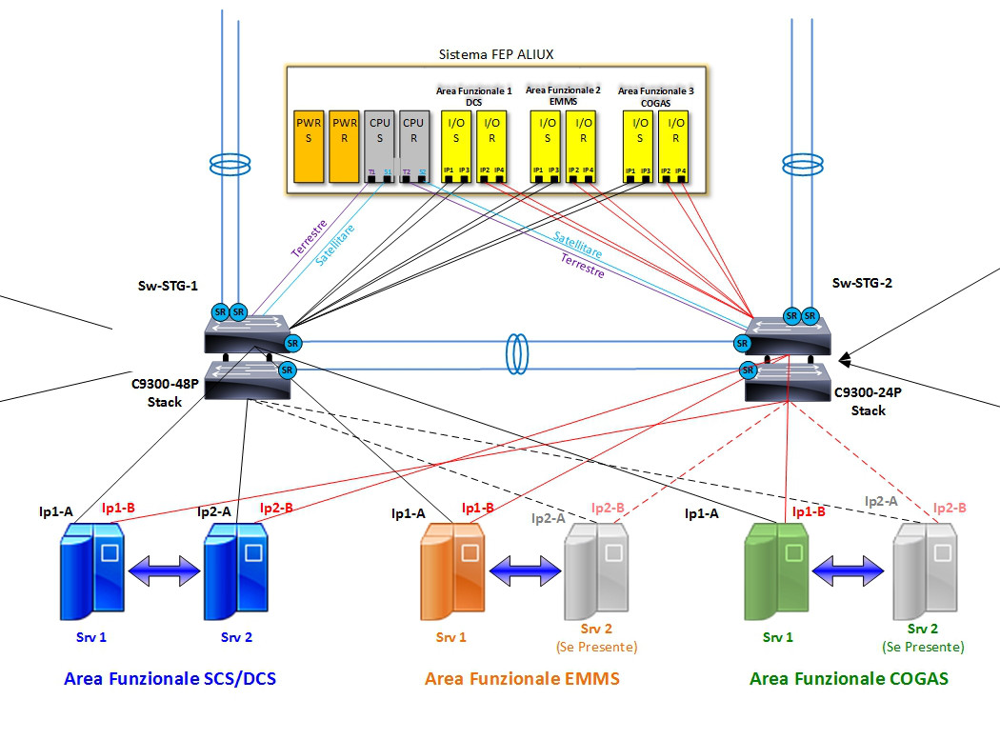 Sistema FEP ALIUX
Area Funzionale 1
DCS
Area Funzionale 2
EMMS
Area Funzionale 3
COGAS
PWR
S
PWR
R
CPU
S
CPU
R
I/O
S
I/O
R
I/O
S
I/O
R
I/O
S
I/O
R
T1 S1 T2 S2
IP1 IP3 IP2 IP4
IP1 IP3 IP2 IP4
IP1 IP3 IP2 IP4
Terrestre
Satellitare
Satellitare
Terrestre
Sw-STG-1
Sw-STG-2
SR SR
SR SR
SR
SR
SR
SR
C9300-48P
Stack
C9300-24P
Stack
Ip1-A Ip1-B Ip2-A Ip2-B
Ip1-A Ip1-B Ip2-A Ip2-B
Ip1-A Ip1-B Ip2-A Ip2-B
Srv 1
Srv 2
Srv 1
Srv 2
(Se Presente)
Srv 1
Srv 2
(Se Presente)
Area Funzionale SCS/DCS
Area Funzionale EMMS
Area Funzionale COGAS